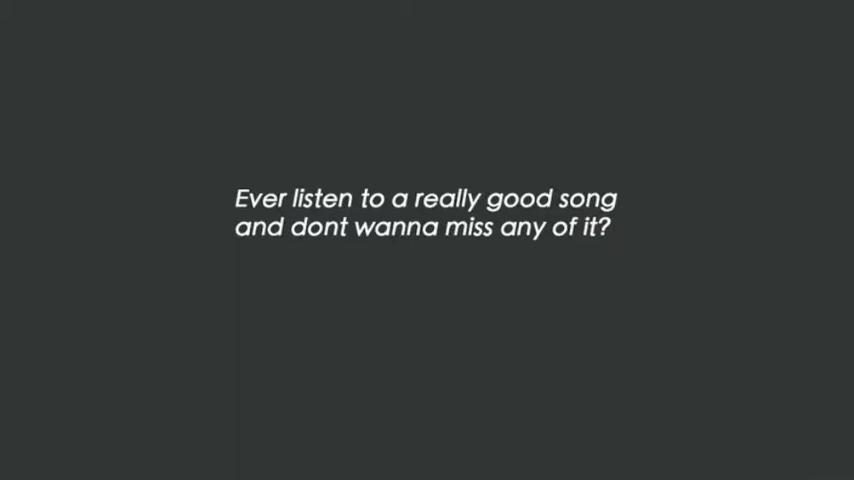 Ever listen to a really good song
and dont wanna miss any of it?